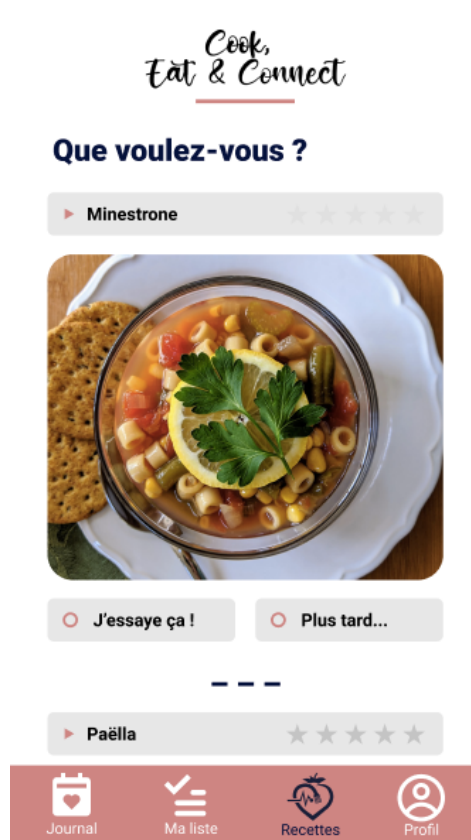 Cook,
Eat & Connect
Que voulez-vous ?
Minestrone
J'essaye ça !
Plus tard...
Paëlla
Journal
Ma liste
Recettes
Profil